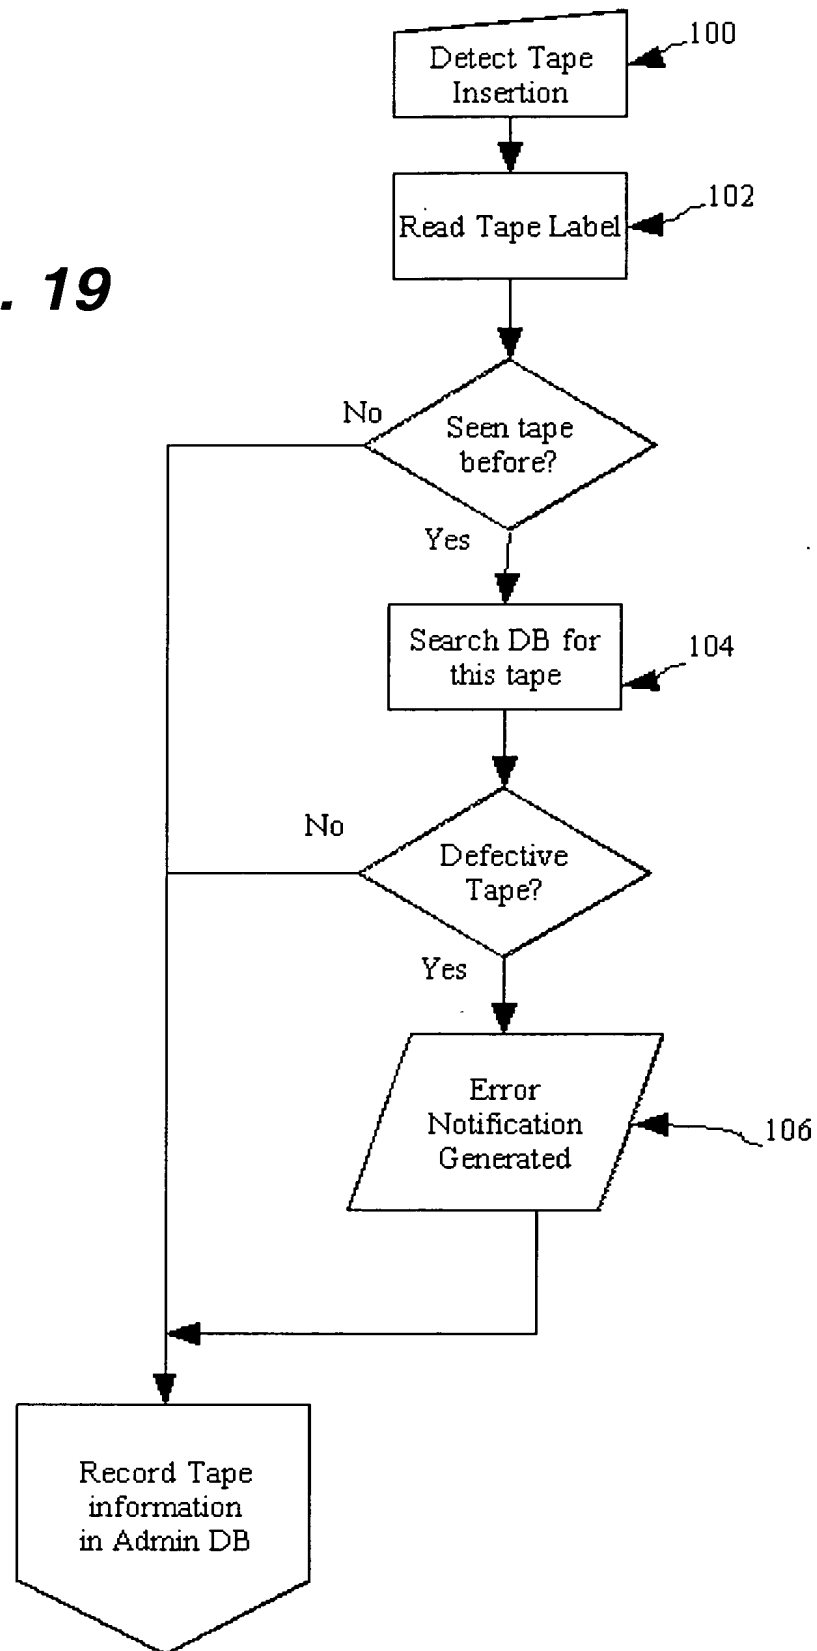 Detect Tape
Insertion
100
Read Tape Label
102
. 19
No
Seen tape
before?
Yes
Search DB for
this tape
104
No
Defective
Tape?
Yes
Error
Notification
Generated
106
Record Tape
information
in Admin DB